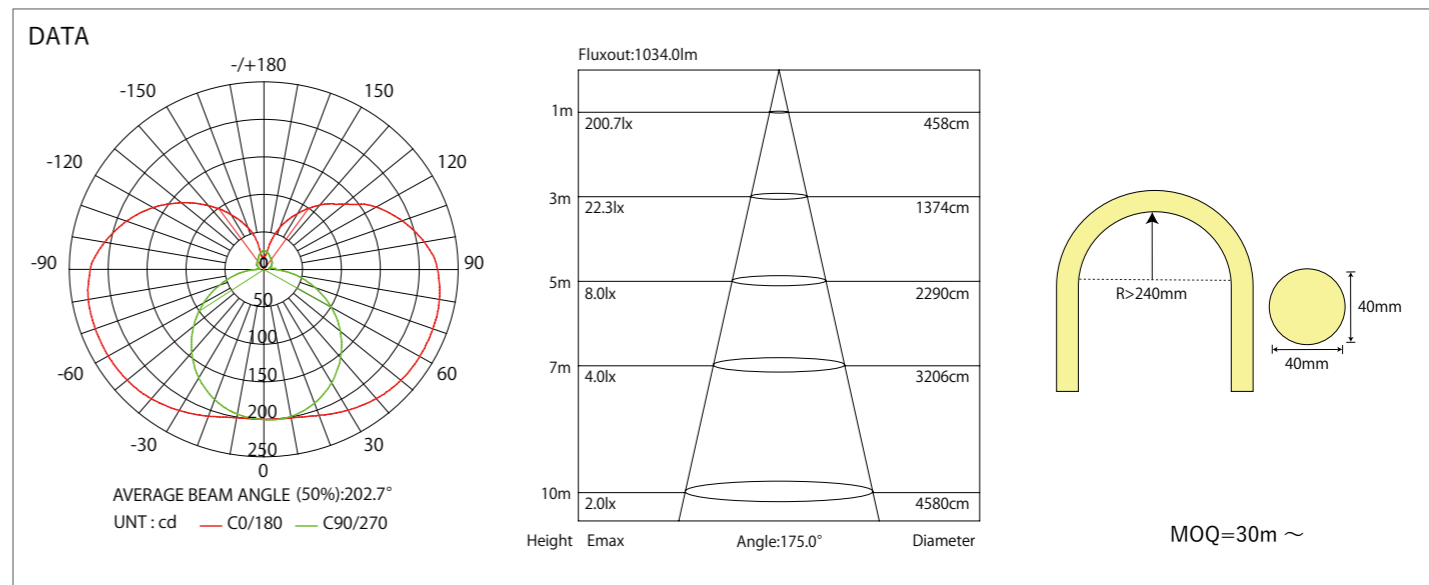 DATA
-/+180
-150
150
-120
120
-90
90
-60
60
-30
30
0
0
50
100
150
200
250
AVERAGE BEAM ANGLE (50%):202.7°
UNT : cd — C0/180 — C90/270
Fluxout:1034.0lm
1m 200.7lx 458cm
3m 22.3lx 1374cm
5m 8.0lx 2290cm
7m 4.0lx 3206cm
10m 2.0lx 4580cm
Height Emax Angle:175.0° Diameter
R>240mm
40mm
40mm
MOQ=30m ～